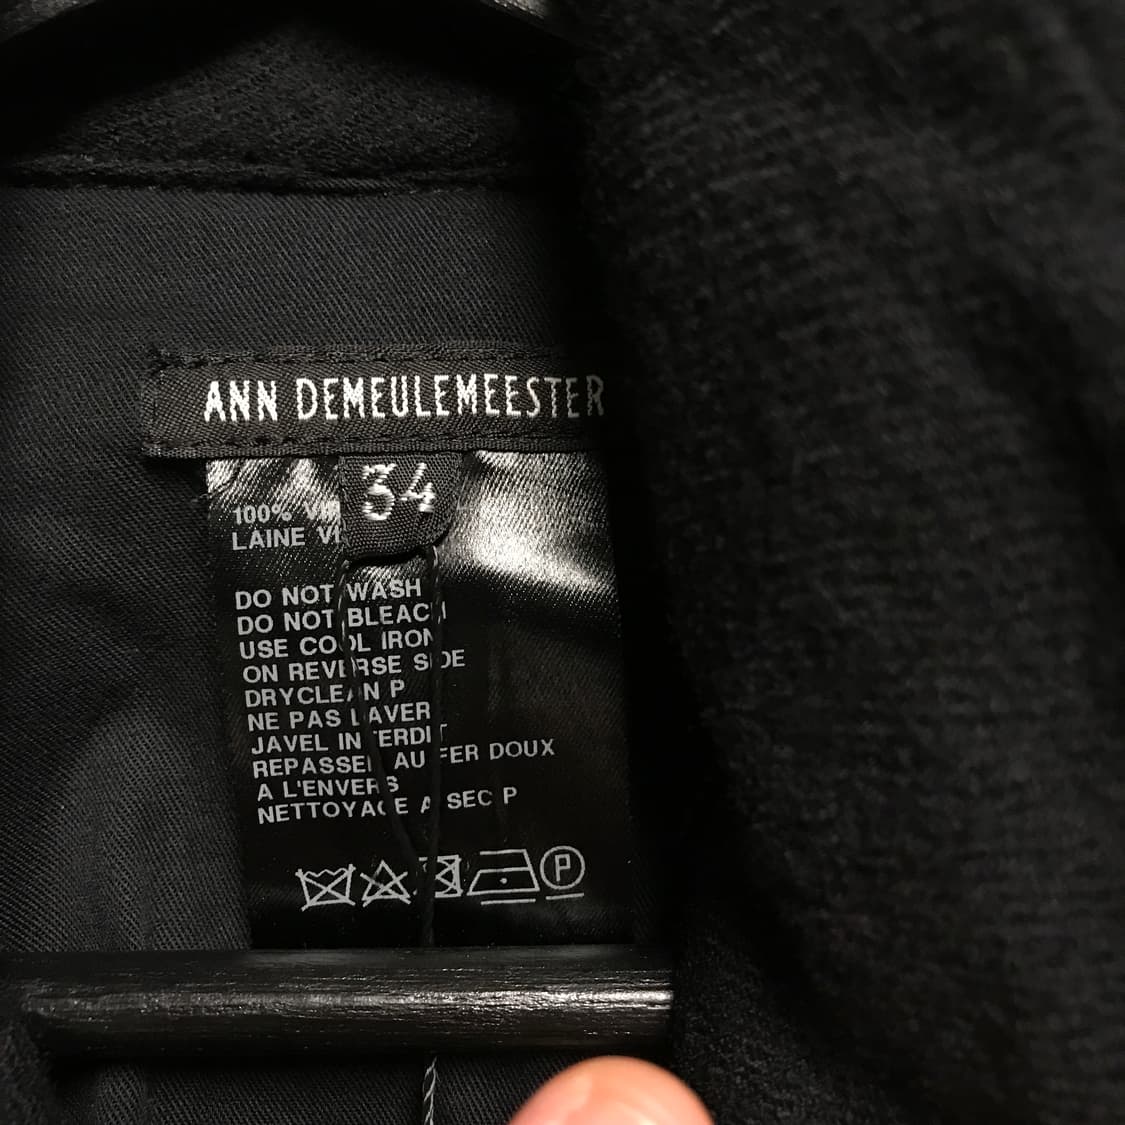 ANN DEMEULEMEESTER
34
100%
LAINE
DO NOT WASH
DO NOT BLEACH
USE COOL IRON
ON REVERSE SIDE
DRYCLEAN P
NE PAS LAVER
JAVEL INTERDIT
REPASSER AU FER DOUX
A L'ENVERS
NETTOYAGE A SEC P
P